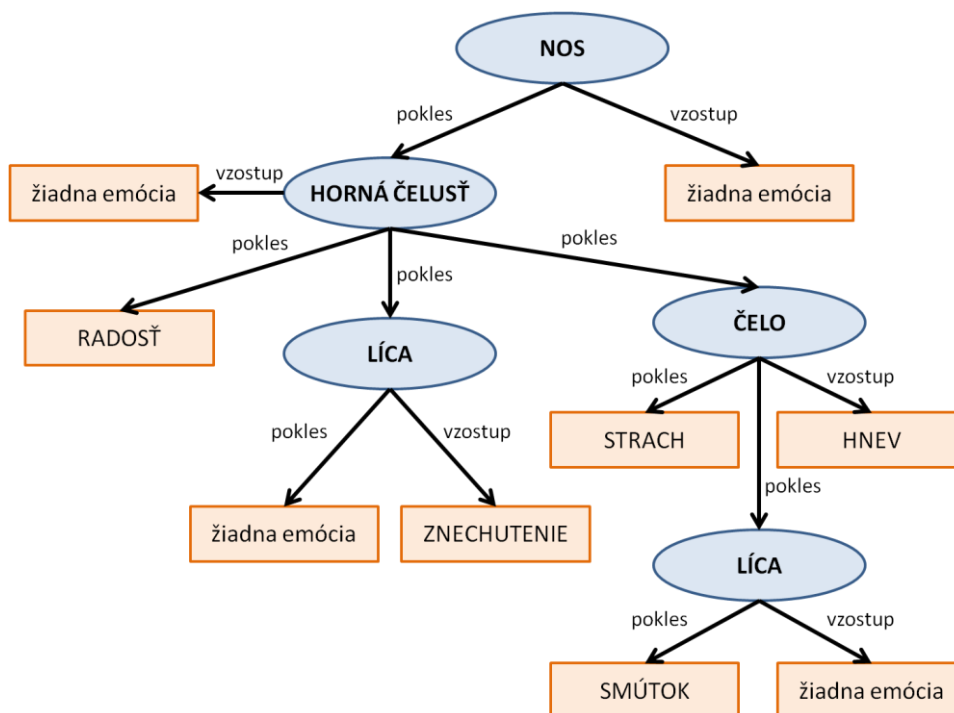 NOS
pokles
vzostup
žiadna emócia
vzostup
HORNÁ ČELUSŤ
žiadna emócia
pokles
pokles
pokles
RADOSŤ
LÍCA
ČELO
pokles
vzostup
pokles
vzostup
STRACH
HNEV
žiadna emócia
ZNECHUTENIE
pokles
LÍCA
pokles
vzostup
SMÚTOK
žiadna emócia